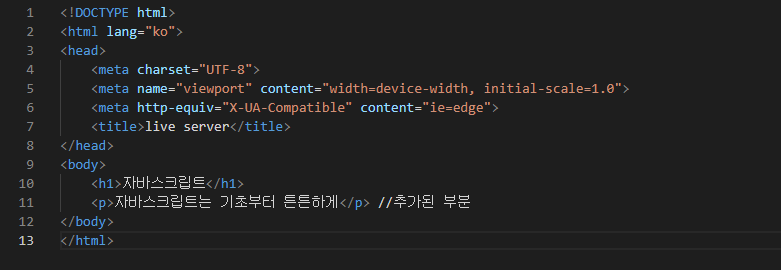 1 <!DOCTYPE html>
2 <html lang="ko">
3 <head>
4     <meta charset="UTF-8">
5     <meta name="viewport" content="width=device-width, initial-scale=1.0">
6     <meta http-equiv="X-UA-Compatible" content="ie=edge">
7     <title>live server</title>
8 </head>
9 <body>
10     <h1>자바스크립트</h1>
11     <p>자바스크립트는 기초부터 튼튼하게</p> //추가된 부분
12 </body>
13 </html>